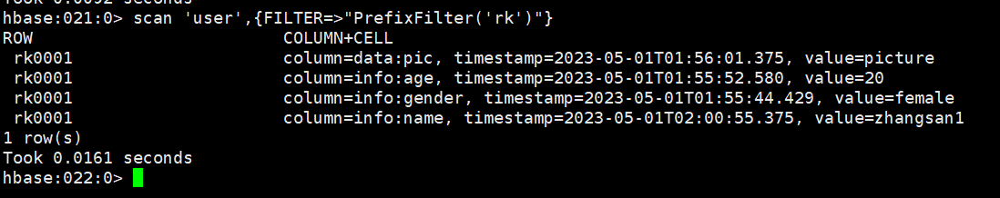 Took 0.0092 seconds
hbase:021:0> scan 'user',{FILTER=>"PrefixFilter('rk')"}
ROW COLUMN+CELL
rk0001 column=data:pic, timestamp=2023-05-01T01:56:01.375, value=picture
rk0001 column=info:age, timestamp=2023-05-01T01:55:52.580, value=20
rk0001 column=info:gender, timestamp=2023-05-01T01:55:44.429, value=female
rk0001 column=info:name, timestamp=2023-05-01T02:00:55.375, value=zhangsan1
1 row(s)
Took 0.0161 seconds
hbase:022:0>